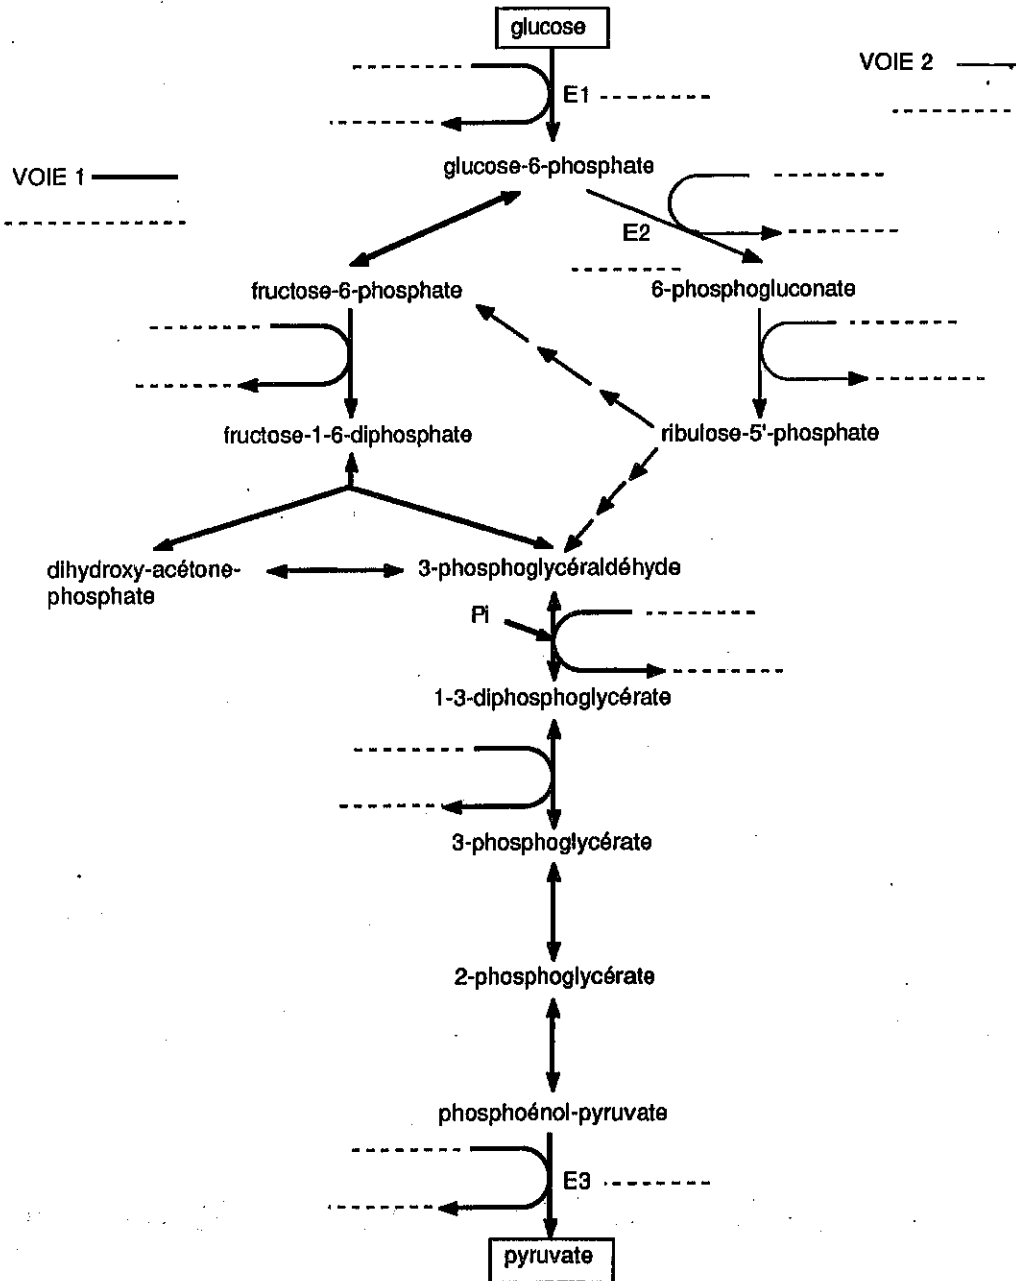 glucose
VOIE 2
E1
glucose-6-phosphate
VOIE 1
E2
fructose-6-phosphate
6-phosphogluconate
fructose-1-6-diphosphate
ribulose-5'-phosphate
dihydroxy-acétone-
phosphate
3-phosphoglycéraldéhyde
Pi
1-3-diphosphoglycérate
3-phosphoglycérate
2-phosphoglycérate
phosphoénol-pyruvate
E3
pyruvate